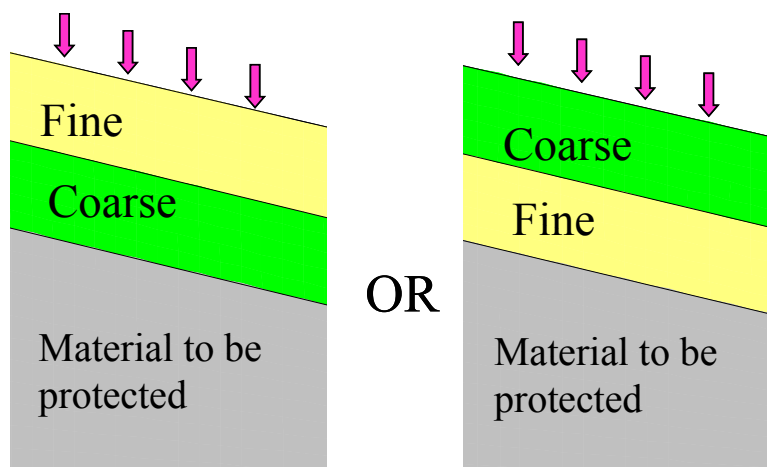 Fine
Coarse
Material to be
protected
OR
Coarse
Fine
Material to be
protected